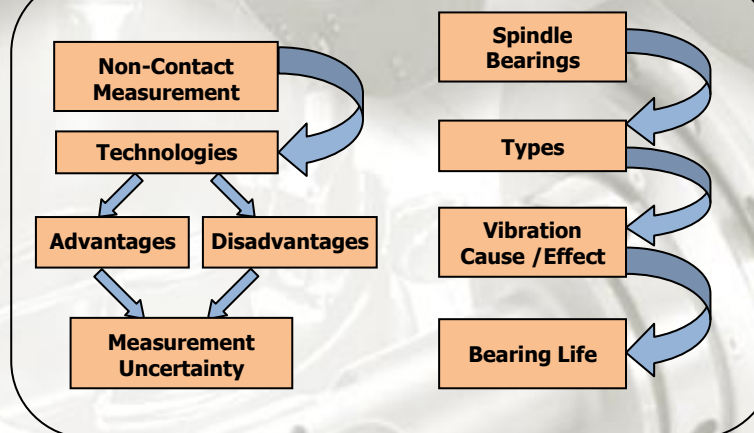 Non-Contact
Measurement
Technologies
Advantages
Disadvantages
Measurement
Uncertainty
Spindle
Bearings
Types
Vibration
Cause /Effect
Bearing Life